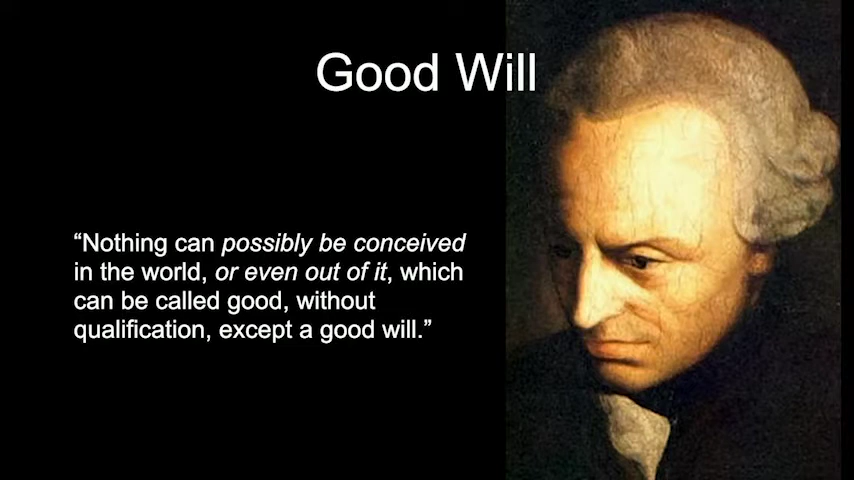 Good Will
“Nothing can possibly be conceived
in the world, or even out of it, which
can be called good, without
qualification, except a good will.”